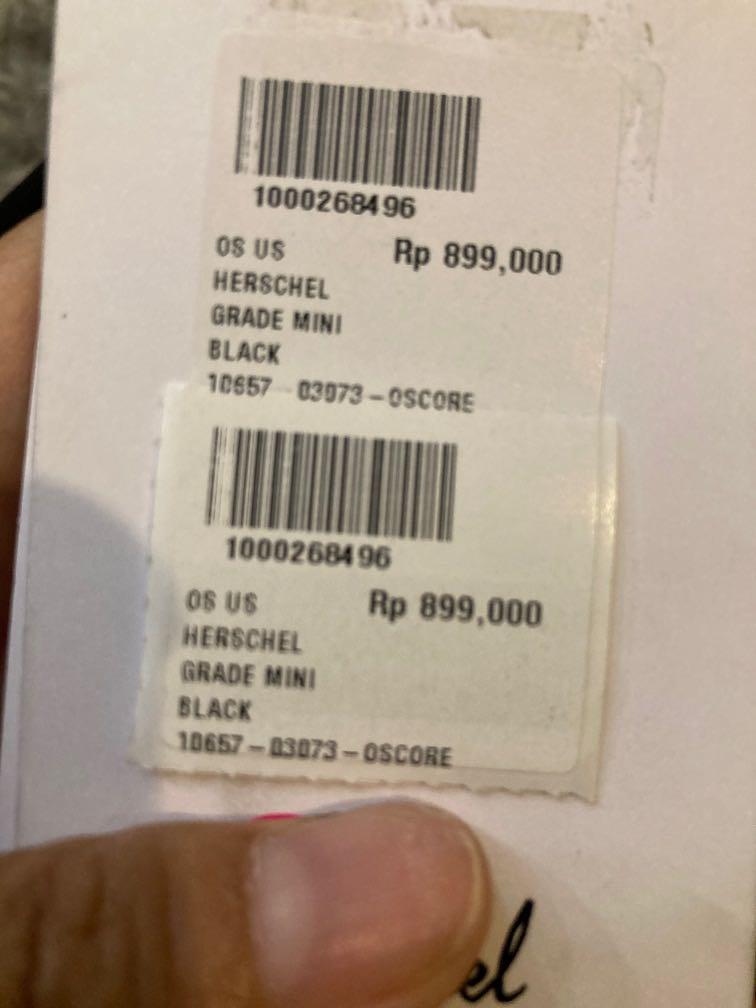 1000268496
OS US Rp 899,000
HERSCHEL
GRADE MINI
BLACK
10657 - 03073 - OSCORE
1000268496
OS US Rp 899,000
HERSCHEL
GRADE MINI
BLACK
10657 - 03073 - OSCORE
el